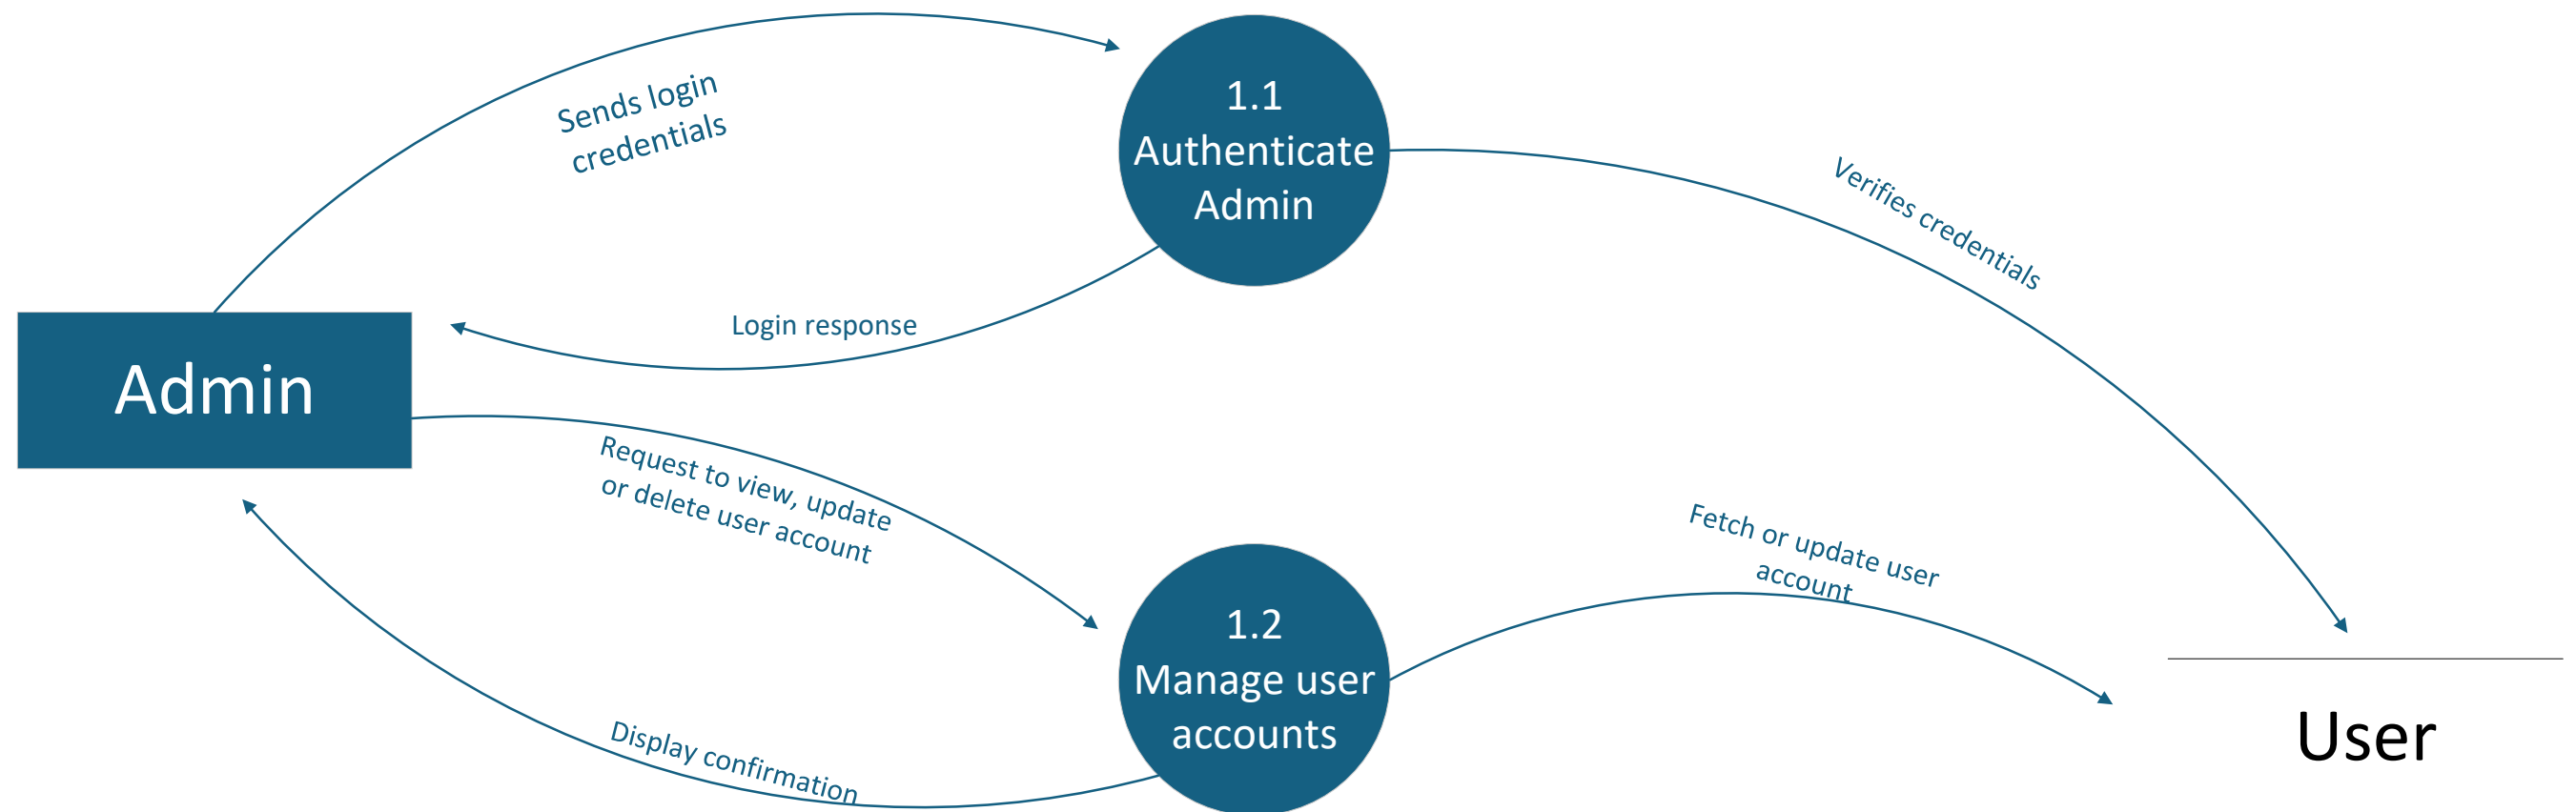 Sends login
credentials
1.1
Authenticate
Admin
Verifies credentials
Login response
Admin
Request to view, update
or delete user account
Fetch or update user
account
1.2
Manage user
accounts
Display confirmation
User